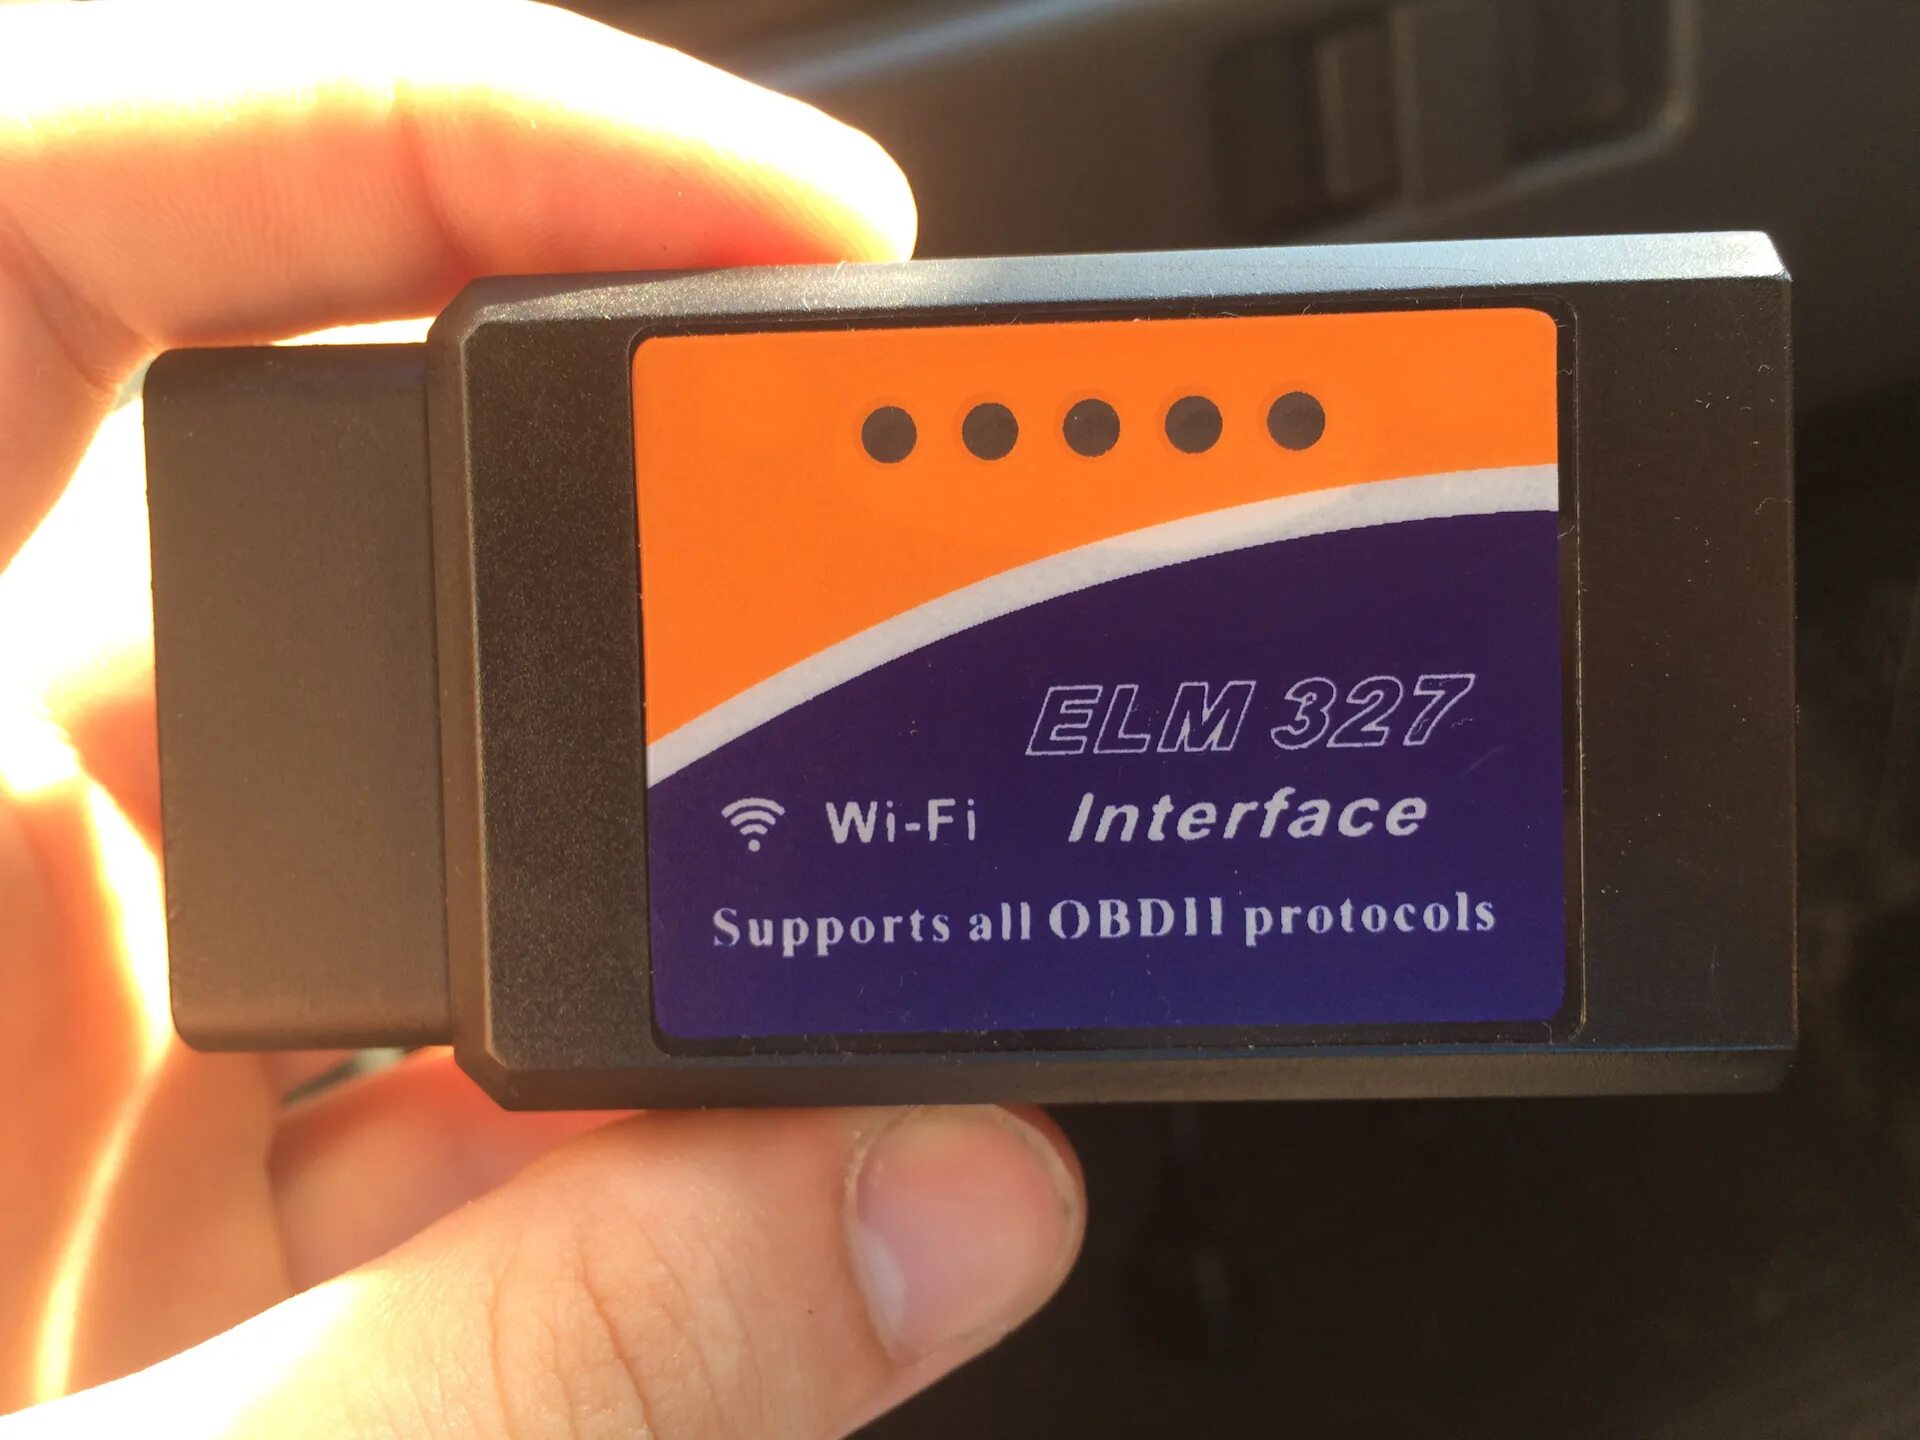 ELM 327
Wi-Fi Interface
Supports all OBDII protocols